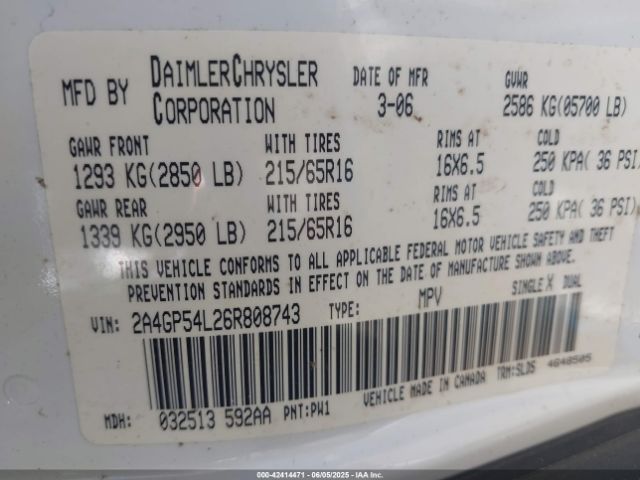 MFD BY DAIMLERCHRYSLER CORPORATION DATE OF MFR 3-06 GVWR 2586 KG(05700 LB)
GAWR FRONT WITH TIRES RIMS AT COLD
1293 KG(2850 LB) 215/65R16 16X6.5 250 KPA( 36 PSI)
GAWR REAR WITH TIRES RIMS AT COLD
1339 KG(2950 LB) 215/65R16 16X6.5 250 KPA( 36 PSI)
THIS VEHICLE CONFORMS TO ALL APPLICABLE FEDERAL MOTOR VEHICLE SAFETY AND THEFT
PREVENTION STANDARDS IN EFFECT ON THE DATE OF MANUFACTURE SHOWN ABOVE.
VIN: 2A4GP54L26R808743 TYPE: MPV SINGLE X DUAL
MDH: 032513 592AA PNT:PW1 VEHICLE MADE IN CANADA TRM:SLDS 4648505
000-42414471 - 06/05/2025 - IAAI.COM